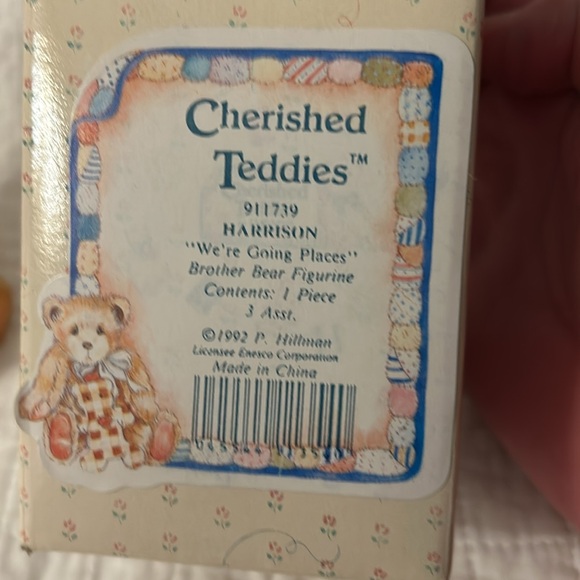 Cherished
Teddies™
911739
HARRISON
"We're Going Places"
Brother Bear Figurine
Contents: 1 Piece
3 Asst.
©1992 P. Hillman
Licensee Enesco Corporation
Made in China